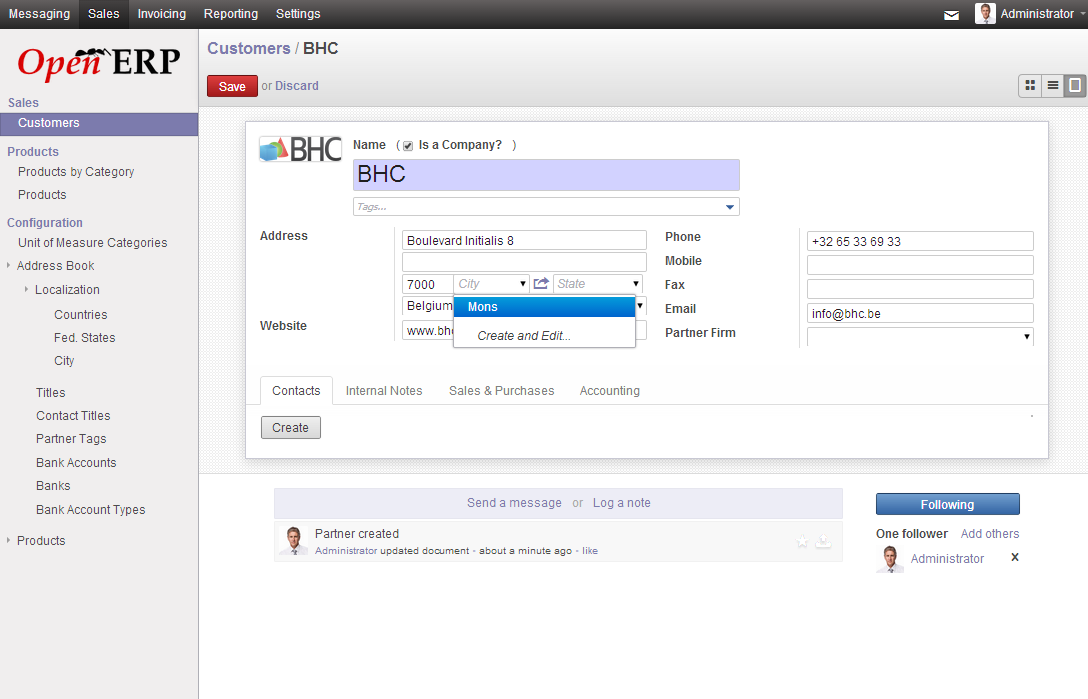 Messaging Sales Invoicing Reporting Settings Administrator
Open ERP
Sales
Customers
Products
Products by Category
Products
Configuration
Unit of Measure Categories
Address Book
Localization
Countries
Fed. States
City
Titles
Contact Titles
Partner Tags
Bank Accounts
Banks
Bank Account Types
Products
Customers / BHC
Save or Discard
BHC
Name ( Is a Company? )
BHC
Tags...
Address
Boulevard Initialis 8
7000 City State
Belgium
Mons
Create and Edit...
Website
www.bhc
Phone +32 65 33 69 33
Mobile
Fax
Email info@bhc.be
Partner Firm
Contacts Internal Notes Sales & Purchases Accounting
Create
Send a message or Log a note
Partner created
Administrator updated document - about a minute ago - like
Following
One follower Add others
Administrator x